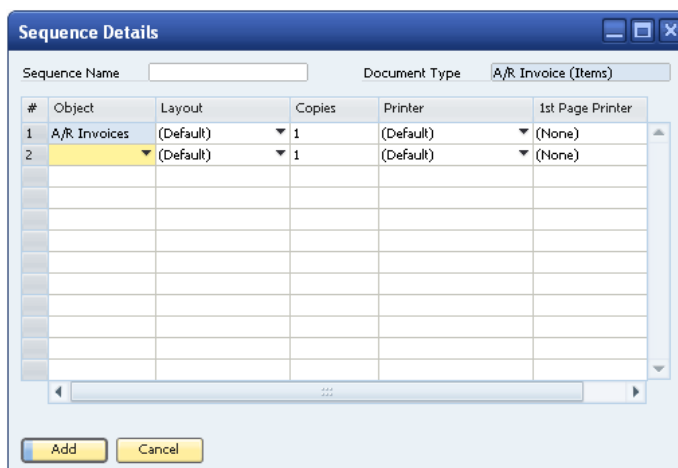 Sequence Details
Sequence Name Document Type A/R Invoice (Items)
# Object Layout Copies Printer 1st Page Printer
1 A/R Invoices (Default) 1 (Default) (None)
2 (Default) 1 (Default) (None)
Add Cancel